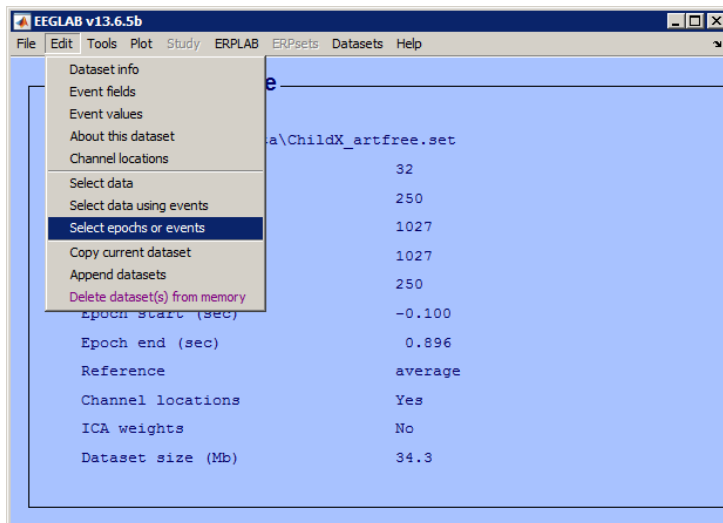 EEGLAB v13.6.5b
File Edit Tools Plot Study ERPLAB ERPsets Datasets Help
Dataset info
Event fields
Event values
About this dataset
Channel locations
Select data
Select data using events
Select epochs or events
Copy current dataset
Append datasets
Delete dataset(s) from memory
\ChildX_artfree.set
32
250
1027
1027
250
Epoch start (sec) -0.100
Epoch end (sec) 0.896
Reference average
Channel locations Yes
ICA weights No
Dataset size (Mb) 34.3